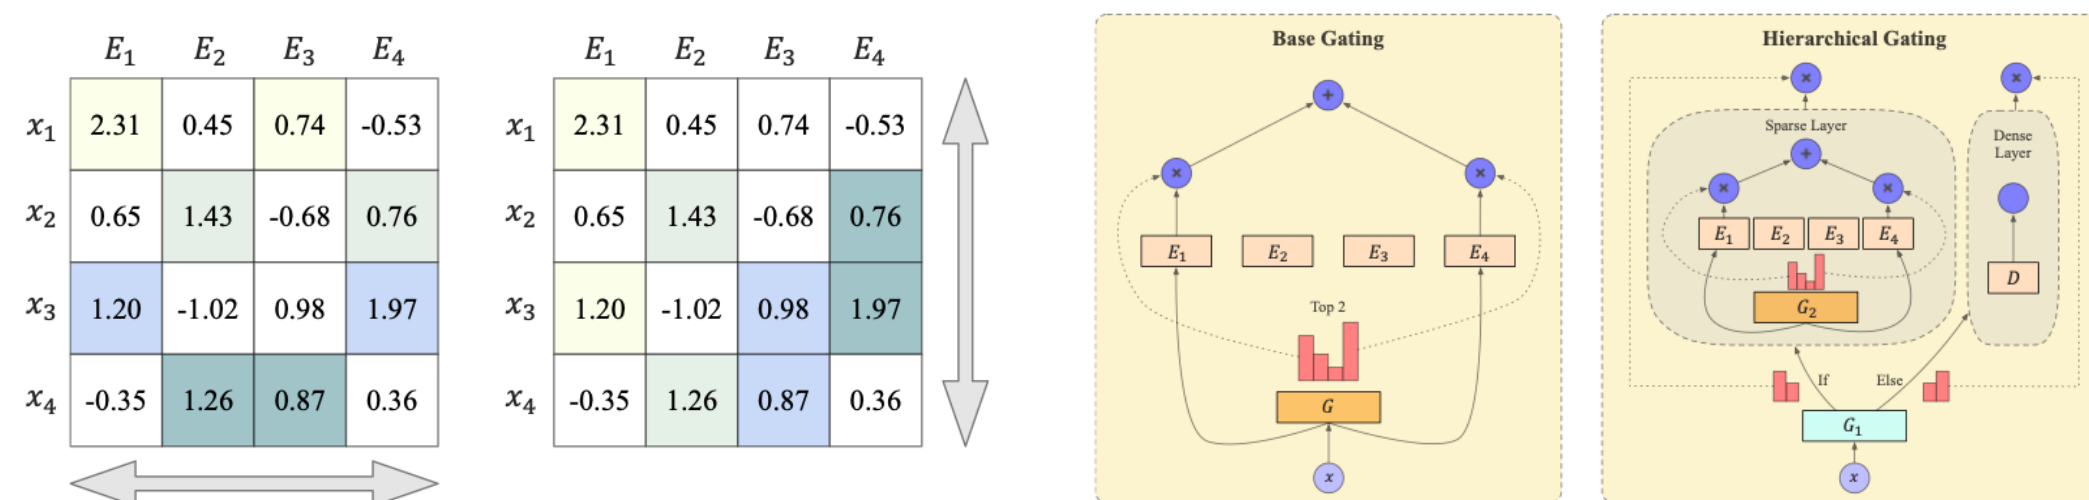 E₁ E₂ E₃ E₄
x₁ 2.31 0.45 0.74 -0.53
x₂ 0.65 1.43 -0.68 0.76
x₃ 1.20 -1.02 0.98 1.97
x₄ -0.35 1.26 0.87 0.36
E₁ E₂ E₃ E₄
x₁ 2.31 0.45 0.74 -0.53
x₂ 0.65 1.43 -0.68 0.76
x₃ 1.20 -1.02 0.98 1.97
x₄ -0.35 1.26 0.87 0.36
Base Gating
+
× ×
E₁ E₂ E₃ E₄
Top 2
G
x
Hierarchical Gating
× ×
Sparse Layer
+
× ×
E₁ E₂ E₃ E₄
G₂
Dense
Layer
D
If Else
G₁
x